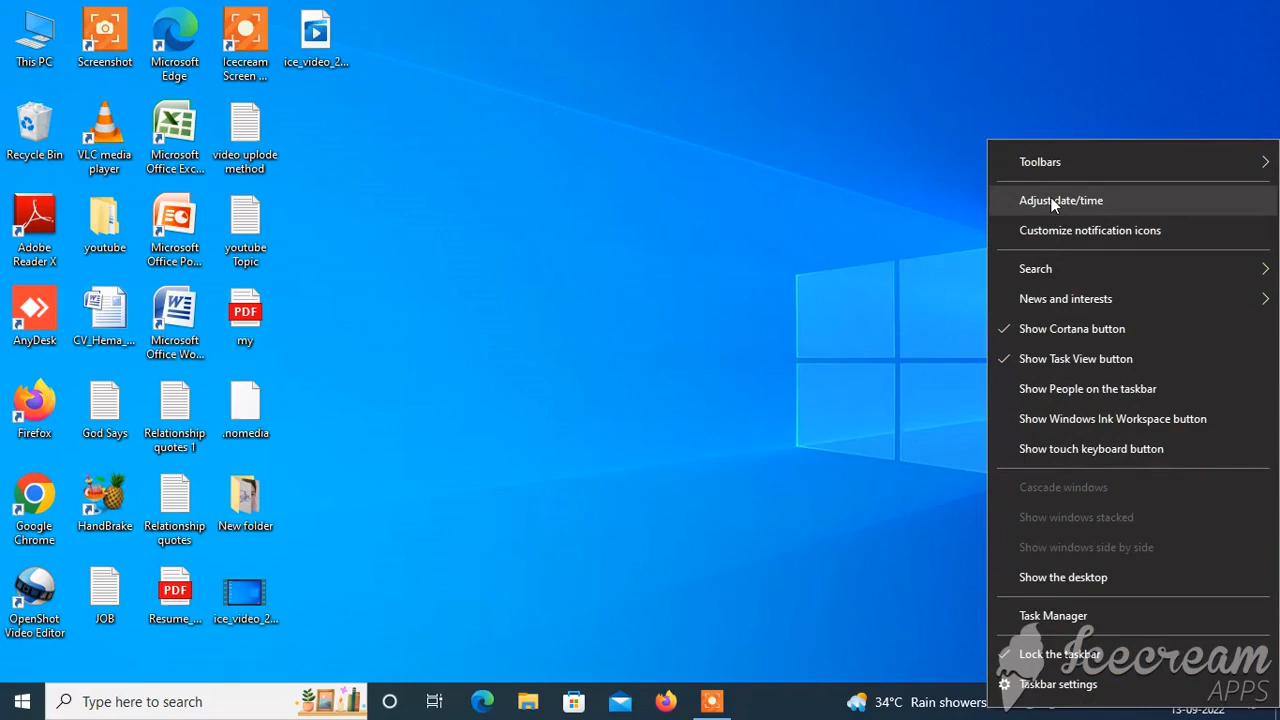 This PC
Screenshot
Microsoft
Edge
Icecream
Screen ...
ice_video_2...
Recycle Bin
VLC media
player
Microsoft
Office Exc...
video uplode
method
Adobe
Reader X
youtube
Microsoft
Office Po...
youtube
Topic
AnyDesk
CV_Hema_...
Microsoft
Office Wo...
PDF
my
Firefox
God Says
Relationship
quotes 1
.nomedia
Google
Chrome
HandBrake
Relationship
quotes
New folder
OpenShot
Video Editor
JOB
PDF
Resume_...
ice_video_2...
Toolbars
Adjust date/time
Customize notification icons
Search
News and interests
Show Cortana button
Show Task View button
Show People on the taskbar
Show Windows Ink Workspace button
Show touch keyboard button
Cascade windows
Show windows stacked
Show windows side by side
Show the desktop
Task Manager
Lock the taskbar
Taskbar settings
Icecream
APPS
Type here to search
34°C Rain showers
13-09-2022